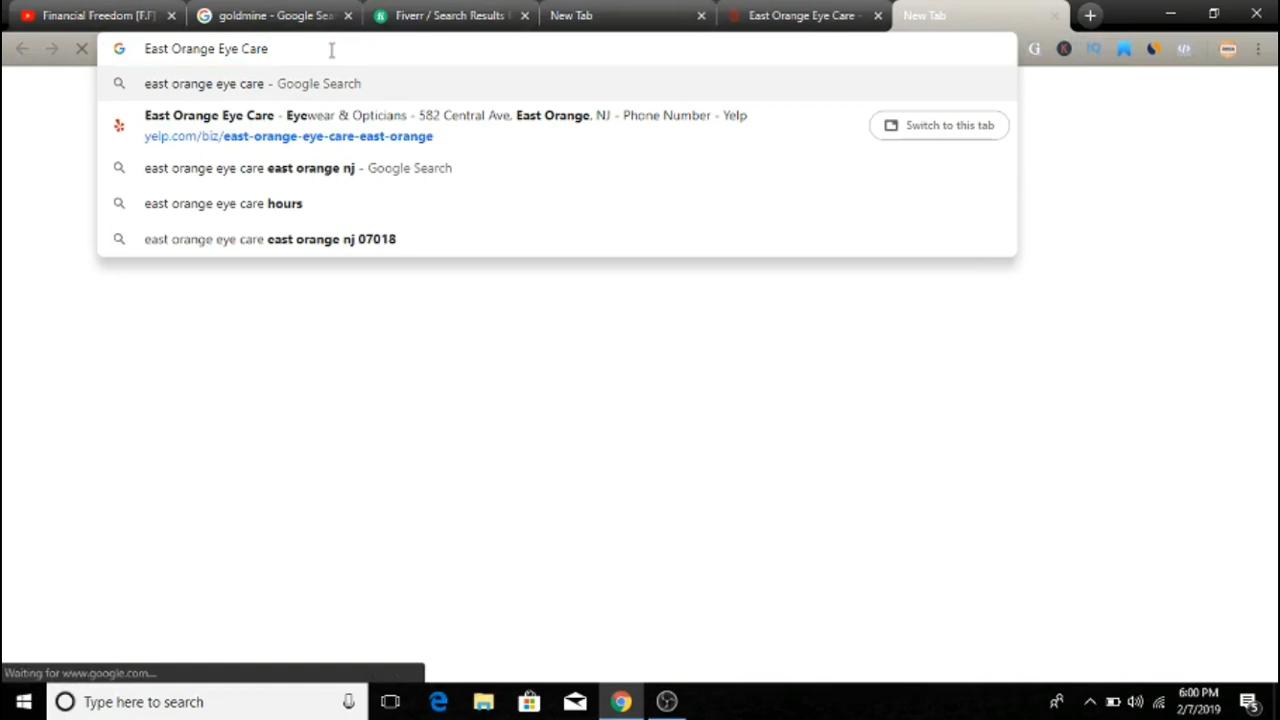 Financial Freedom [F.F]
goldmine - Google Sea
Fiverr / Search Results
New Tab
East Orange Eye Care -
New Tab
East Orange Eye Care
east orange eye care - Google Search
East Orange Eye Care - Eyewear & Opticians - 582 Central Ave, East Orange, NJ - Phone Number - Yelp
yelp.com/biz/east-orange-eye-care-east-orange
Switch to this tab
east orange eye care east orange nj - Google Search
east orange eye care hours
east orange eye care east orange nj 07018
Waiting for www.google.com...
Type here to search
6:00 PM
2/7/2019
5